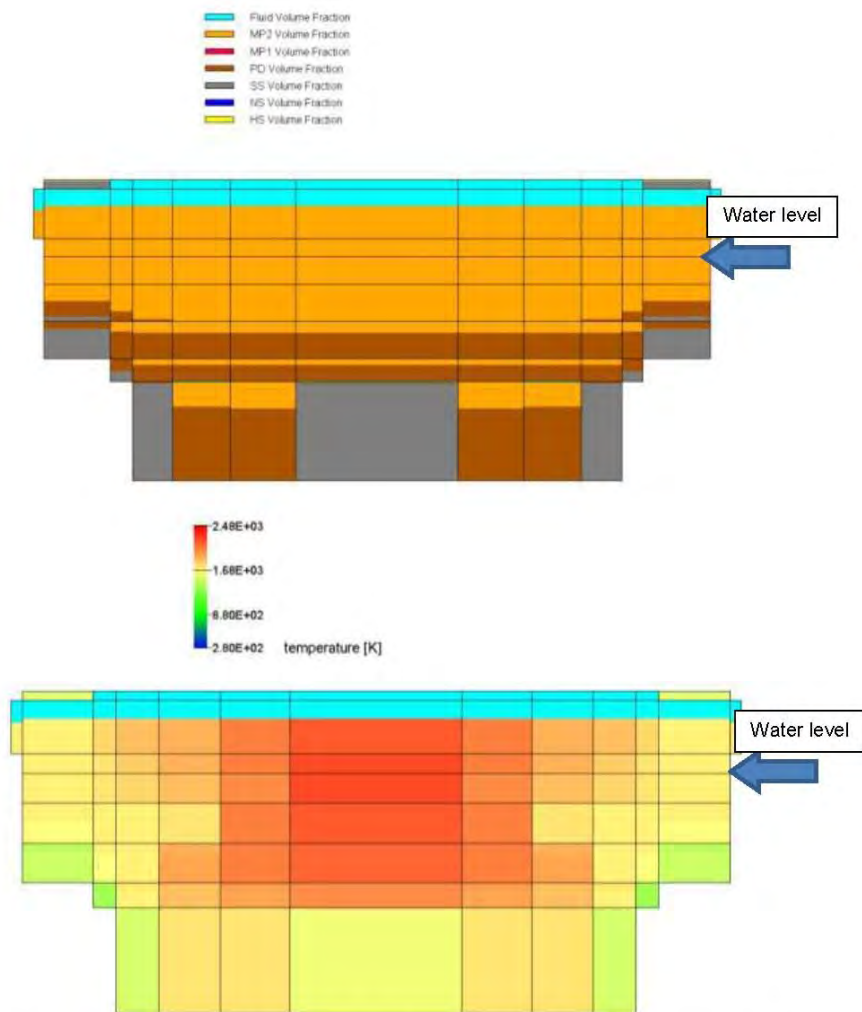 Fluid Volume Fraction
MP2 Volume Fraction
MP1 Volume Fraction
PD Volume Fraction
SS Volume Fraction
NS Volume Fraction
HS Volume Fraction
Water level
2.48E+03
1.68E+03
8.80E+02
2.80E+02
temperature [K]
Water level